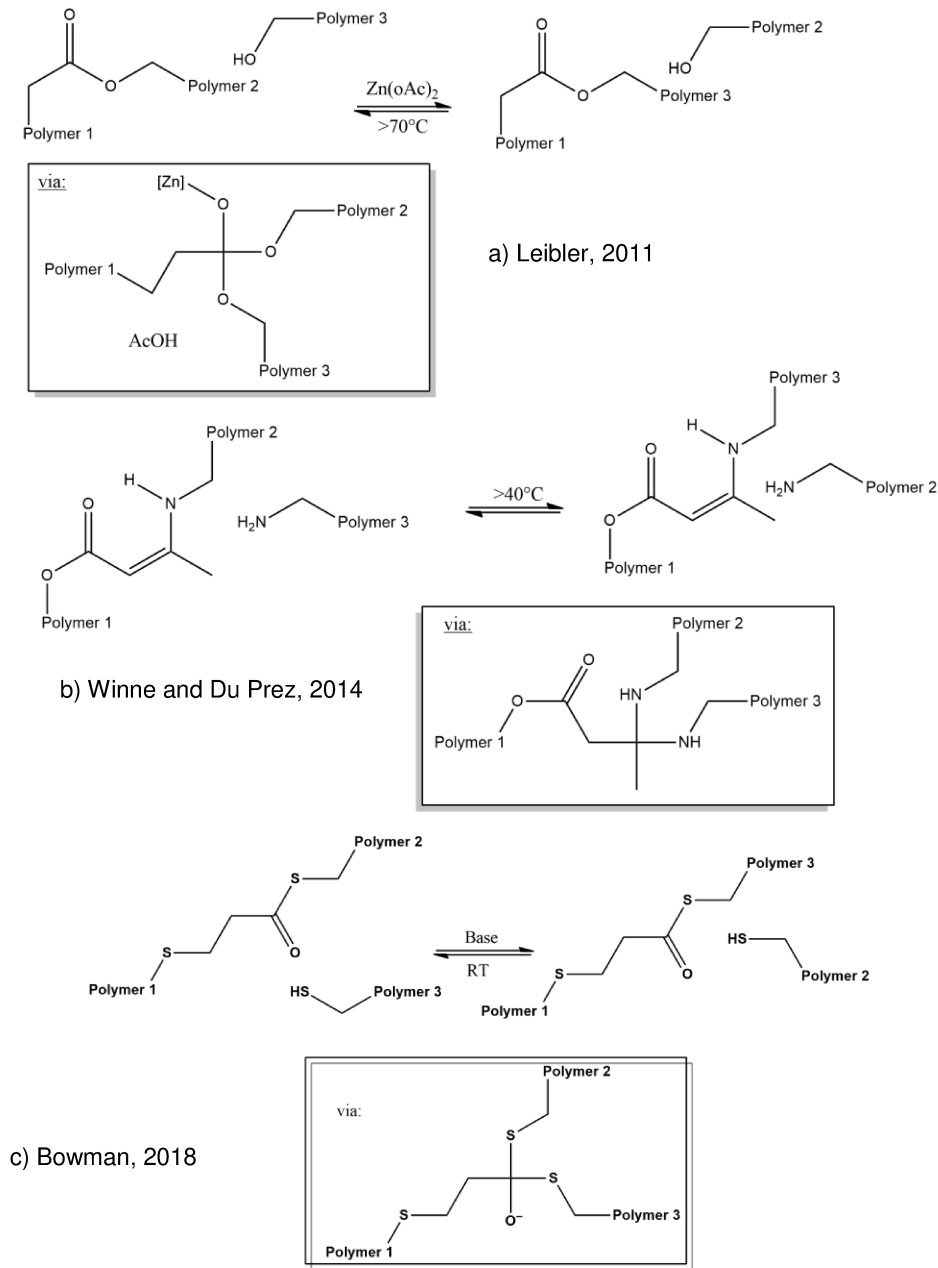 O
Polymer 3
HO
O
Polymer 2
Polymer 1
Zn(oAc)2
>70°C
O
Polymer 2
HO
O
Polymer 3
Polymer 1
via:
[Zn]
O
Polymer 2
O
Polymer 1
O
AcOH
Polymer 3
a) Leibler, 2011
Polymer 2
H
N
O
H2N
Polymer 3
O
Polymer 1
>40°C
Polymer 3
H
N
O
H2N
Polymer 2
O
Polymer 1
via:
Polymer 2
O
HN
O
Polymer 3
Polymer 1
NH
b) Winne and Du Prez, 2014
Polymer 2
S
S
O
Polymer 1
HS
Polymer 3
Base
RT
Polymer 3
S
HS
S
O
Polymer 2
Polymer 1
via:
Polymer 2
S
S
S
O–
Polymer 3
Polymer 1
c) Bowman, 2018